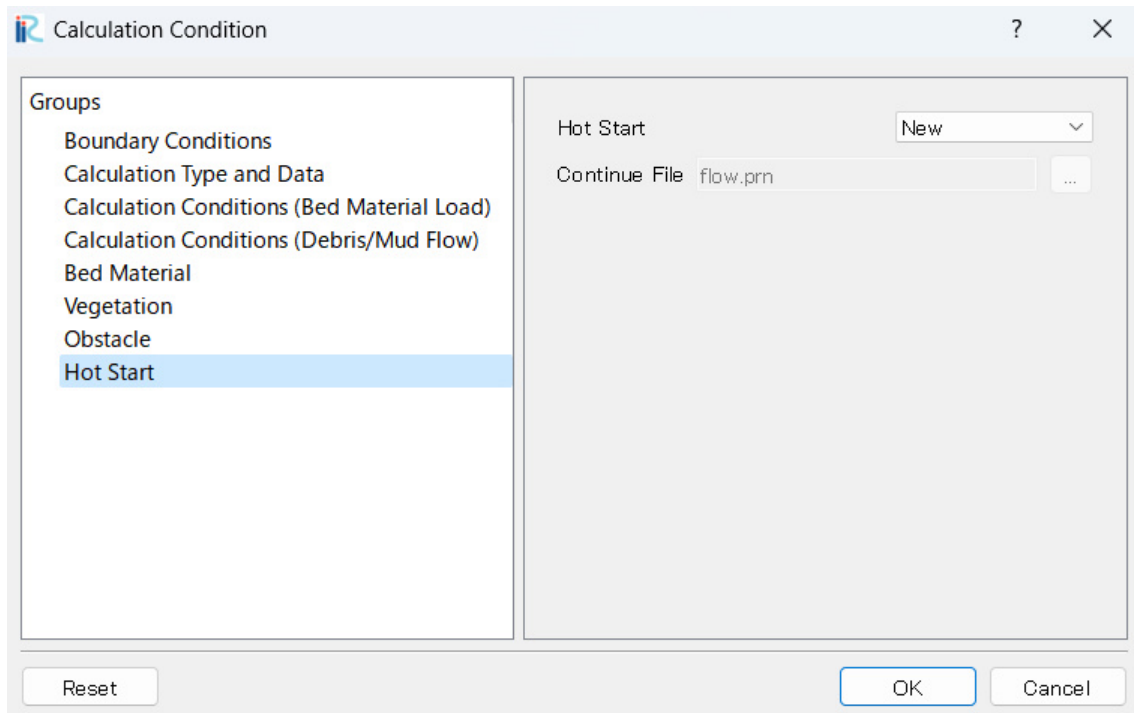 iRIC Calculation Condition ? ×
Groups
Boundary Conditions
Calculation Type and Data
Calculation Conditions (Bed Material Load)
Calculation Conditions (Debris/Mud Flow)
Bed Material
Vegetation
Obstacle
Hot Start
Hot Start New
Continue File flow.prn ...
Reset OK Cancel